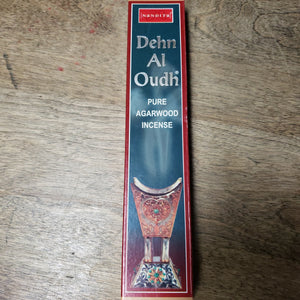 NANDITA
Dehn
Al
Oudh
PURE
AGARWOOD
INCENSE